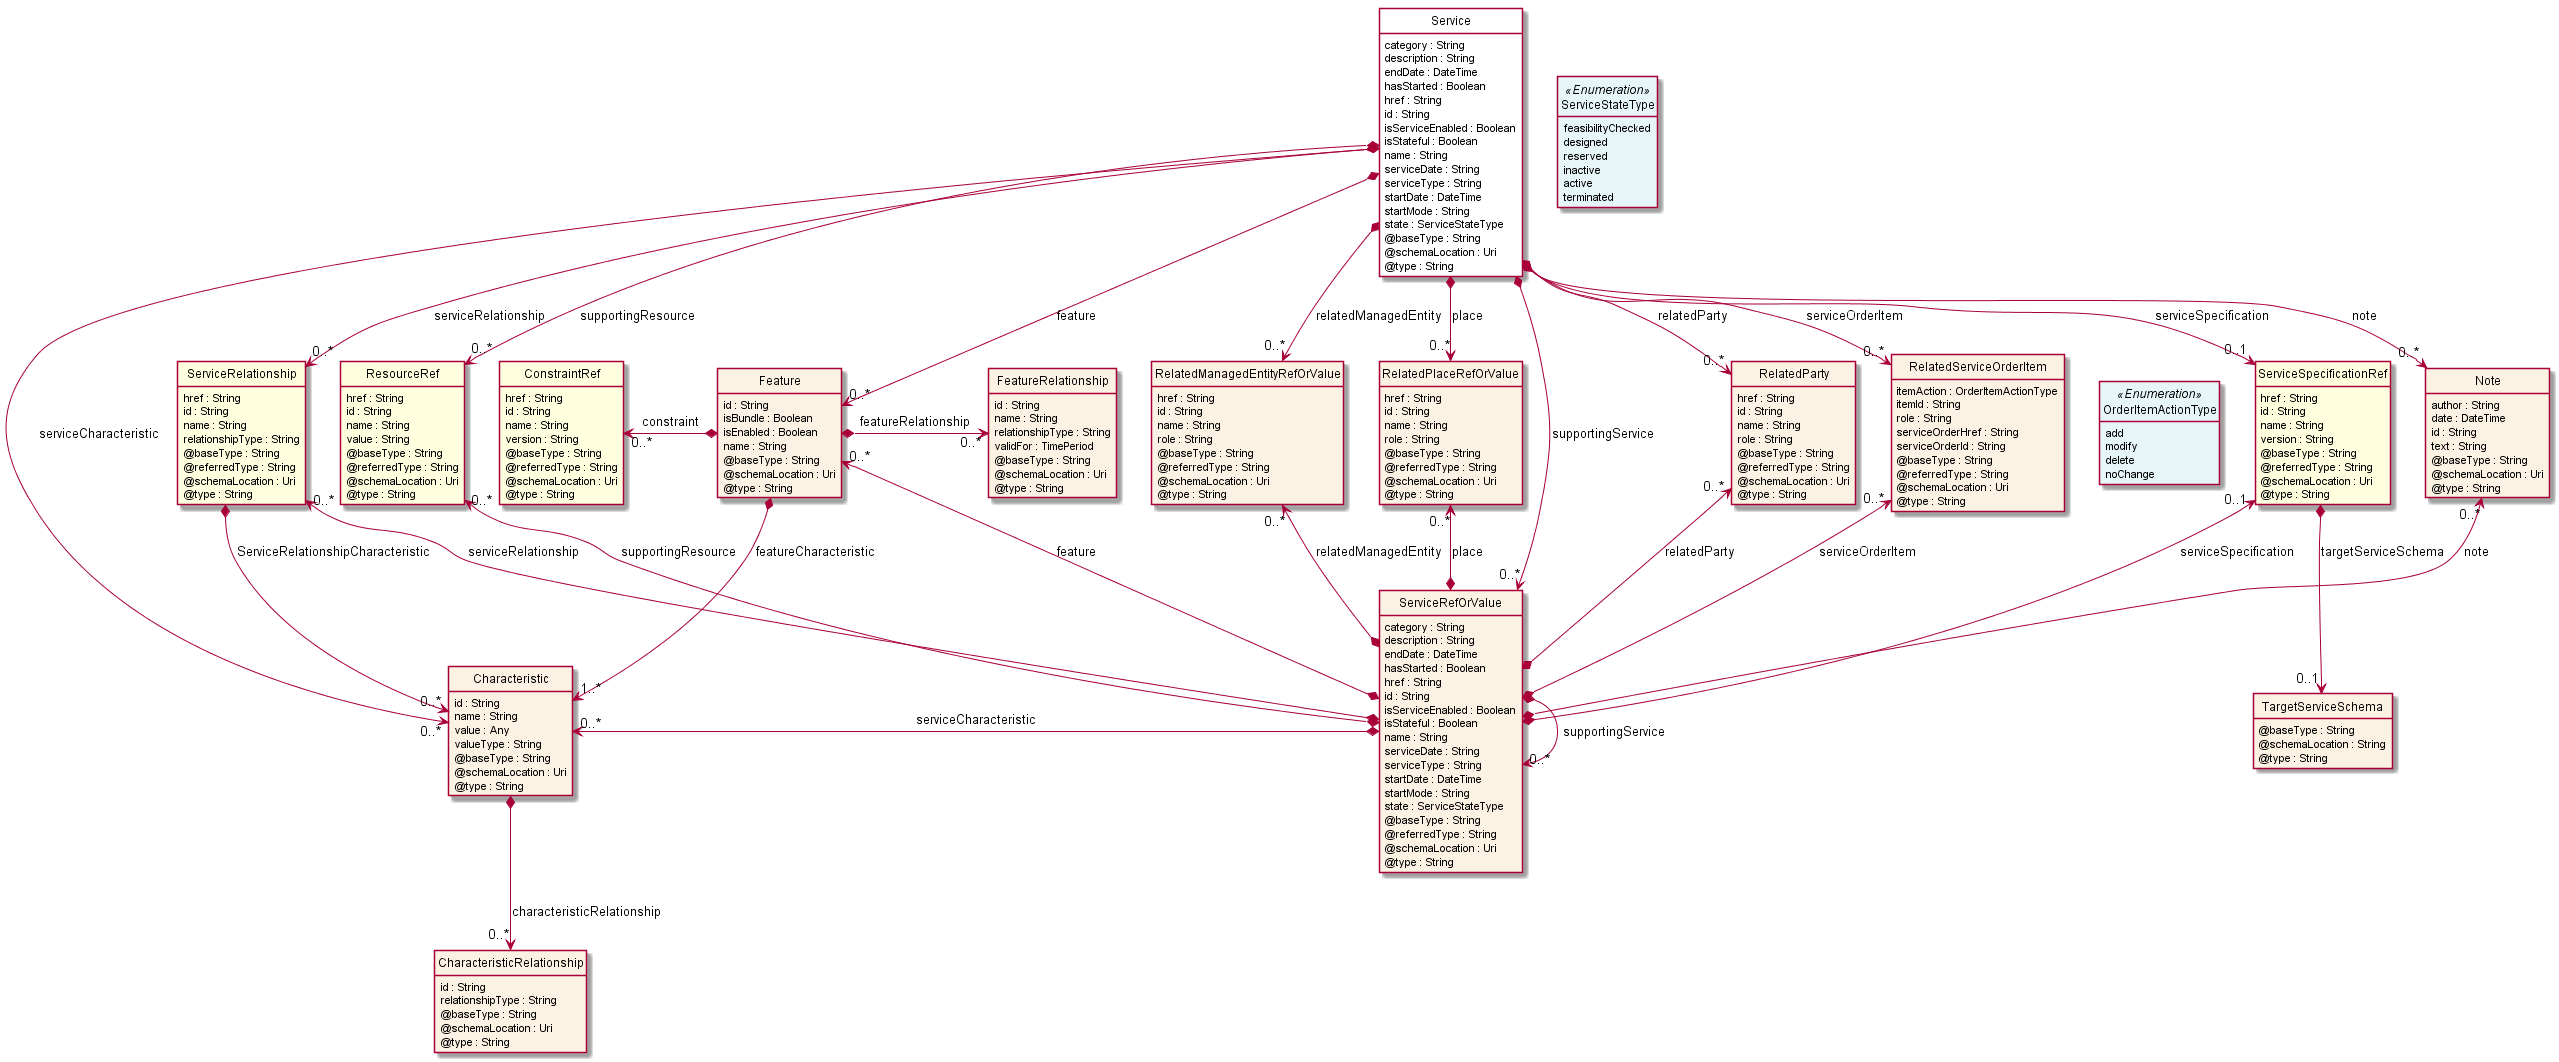 Service
category : String
description : String
endDate : DateTime
hasStarted : Boolean
href : String
id : String
isServiceEnabled : Boolean
isStateful : Boolean
name : String
serviceDate : String
serviceType : String
startDate : DateTime
startMode : String
state : ServiceStateType
@baseType : String
@schemaLocation : Uri
@type : String
«Enumeration»
ServiceStateType
feasibilityChecked
designed
reserved
inactive
active
terminated
serviceRelationship
supportingResource
feature
relatedManagedEntity
place
relatedParty
serviceOrderItem
serviceSpecification
note
0..*
0..*
0..*
0..*
0..*
0..*
0..*
0..1
0..*
ServiceRelationship
href : String
id : String
name : String
relationshipType : String
@baseType : String
@referredType : String
@schemaLocation : Uri
@type : String
ResourceRef
href : String
id : String
name : String
value : String
@baseType : String
@referredType : String
@schemaLocation : Uri
@type : String
ConstraintRef
href : String
id : String
name : String
version : String
@baseType : String
@referredType : String
@schemaLocation : Uri
@type : String
constraint
0..*
Feature
id : String
isBundle : Boolean
isEnabled : Boolean
name : String
@baseType : String
@schemaLocation : Uri
@type : String
featureRelationship
0..*
0..*
FeatureRelationship
id : String
name : String
relationshipType : String
validFor : TimePeriod
@baseType : String
@schemaLocation : Uri
@type : String
RelatedManagedEntityRefOrValue
href : String
id : String
name : String
role : String
@baseType : String
@referredType : String
@schemaLocation : Uri
@type : String
RelatedPlaceRefOrValue
href : String
id : String
name : String
role : String
@baseType : String
@referredType : String
@schemaLocation : Uri
@type : String
supportingService
RelatedParty
href : String
id : String
name : String
role : String
@baseType : String
@referredType : String
@schemaLocation : Uri
@type : String
RelatedServiceOrderItem
itemAction : OrderItemActionType
itemId : String
role : String
serviceOrderHref : String
serviceOrderId : String
@baseType : String
@referredType : String
@schemaLocation : Uri
@type : String
«Enumeration»
OrderItemActionType
add
modify
delete
noChange
ServiceSpecificationRef
href : String
id : String
name : String
version : String
@baseType : String
@referredType : String
@schemaLocation : Uri
@type : String
Note
author : String
date : DateTime
id : String
text : String
@baseType : String
@schemaLocation : Uri
@type : String
serviceCharacteristic
0..*
0..*
0..*
0..*
0..*
0..*
0..1
0..*
ServiceRelationshipCharacteristic
serviceRelationship
supportingResource
featureCharacteristic
feature
relatedManagedEntity
place
relatedParty
serviceOrderItem
serviceSpecification
targetServiceSchema
note
0..*
ServiceRefOrValue
category : String
description : String
endDate : DateTime
hasStarted : Boolean
href : String
id : String
isServiceEnabled : Boolean
isStateful : Boolean
name : String
serviceDate : String
serviceType : String
startDate : DateTime
startMode : String
state : ServiceStateType
@baseType : String
@referredType : String
@schemaLocation : Uri
@type : String
supportingService
0..*
Characteristic
id : String
name : String
value : Any
valueType : String
@baseType : String
@schemaLocation : Uri
@type : String
0..*
0..*
1..*
0..*
serviceCharacteristic
0..1
TargetServiceSchema
@baseType : String
@schemaLocation : String
@type : String
characteristicRelationship
0..*
CharacteristicRelationship
id : String
relationshipType : String
@baseType : String
@schemaLocation : Uri
@type : String